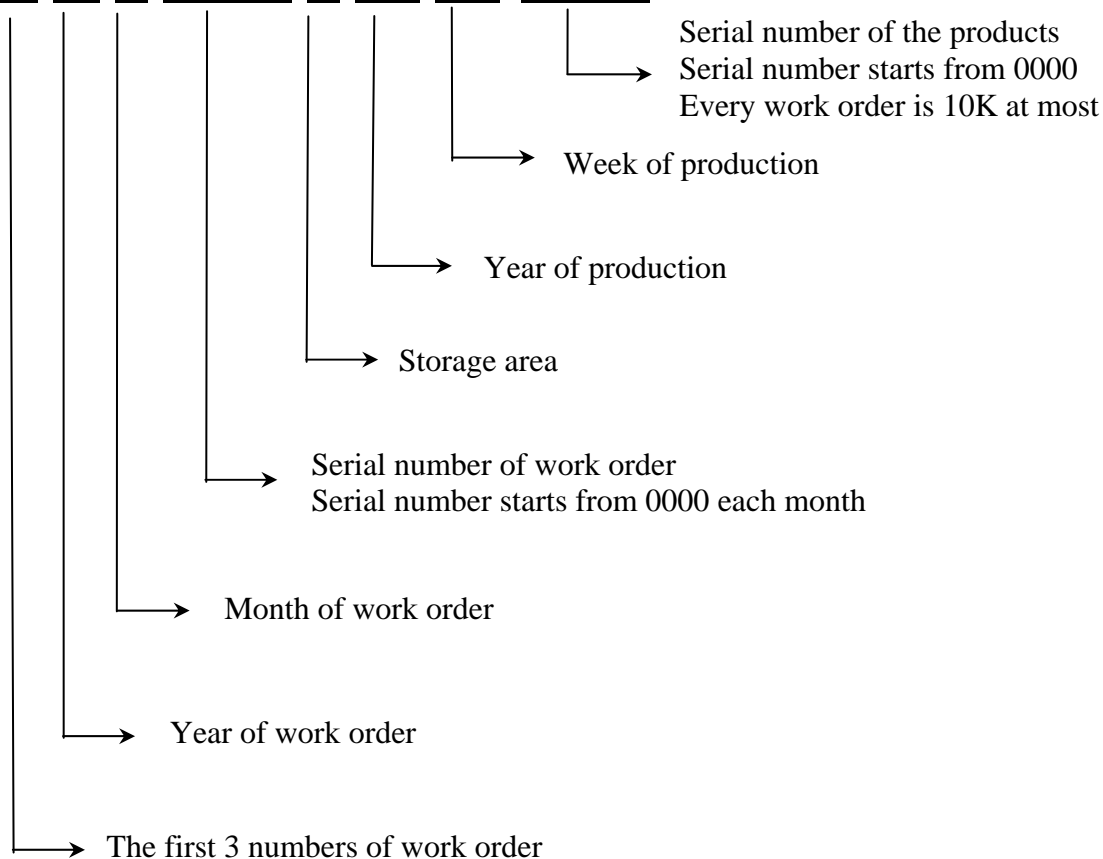 Serial number of the products
Serial number starts from 0000
Every work order is 10K at most
Week of production
Year of production
Storage area
Serial number of work order
Serial number starts from 0000 each month
Month of work order
Year of work order
The first 3 numbers of work order